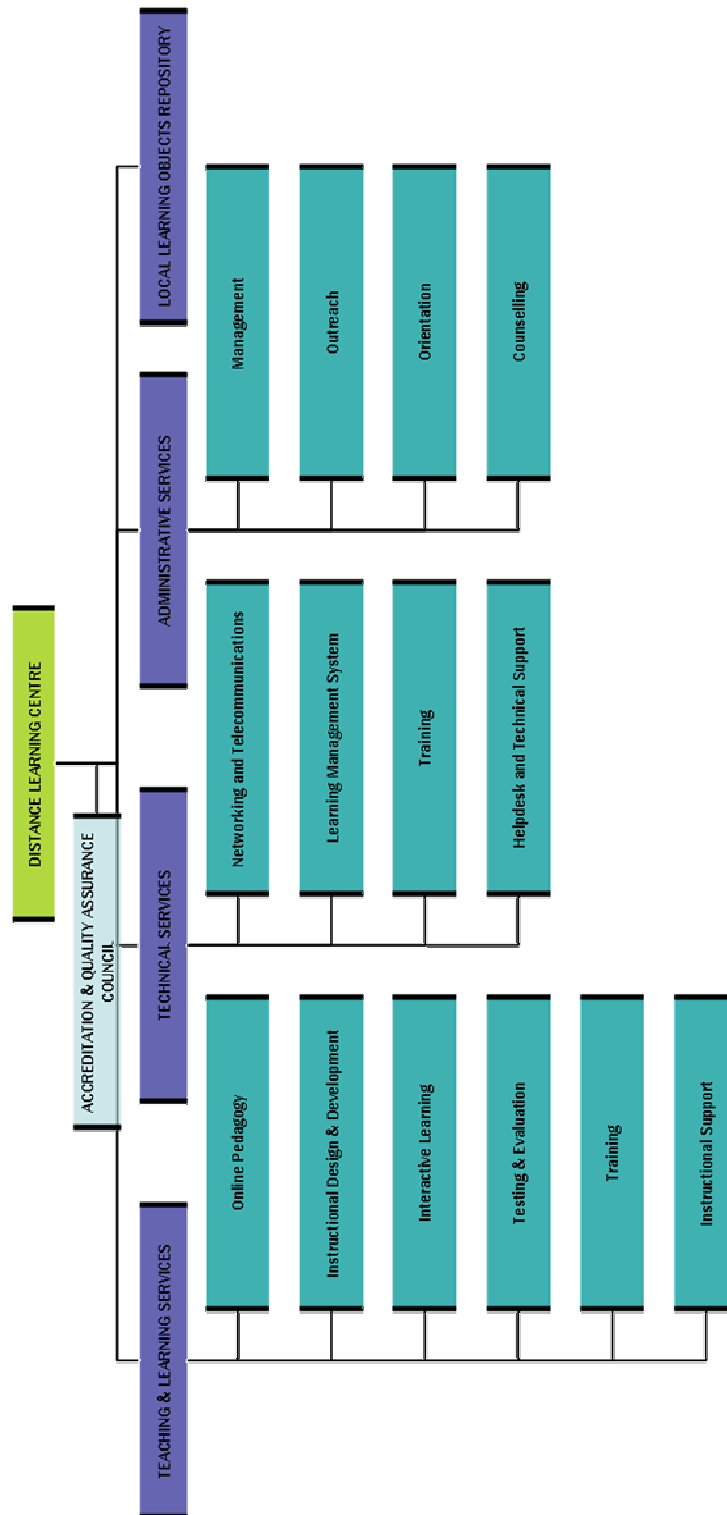 DISTANCE LEARNING CENTRE
ACCREDITATION & QUALITY ASSURANCE
COUNCIL
TEACHING & LEARNING SERVICES
Online Pedagogy
Instructional Design & Development
Interactive Learning
Testing & Evaluation
Training
Instructional Support
TECHNICAL SERVICES
Networking and Telecommunications
Learning Management System
Training
Helpdesk and Technical Support
ADMINISTRATIVE SERVICES
Management
Outreach
Orientation
Counselling
LOCAL LEARNING OBJECTS REPOSITORY